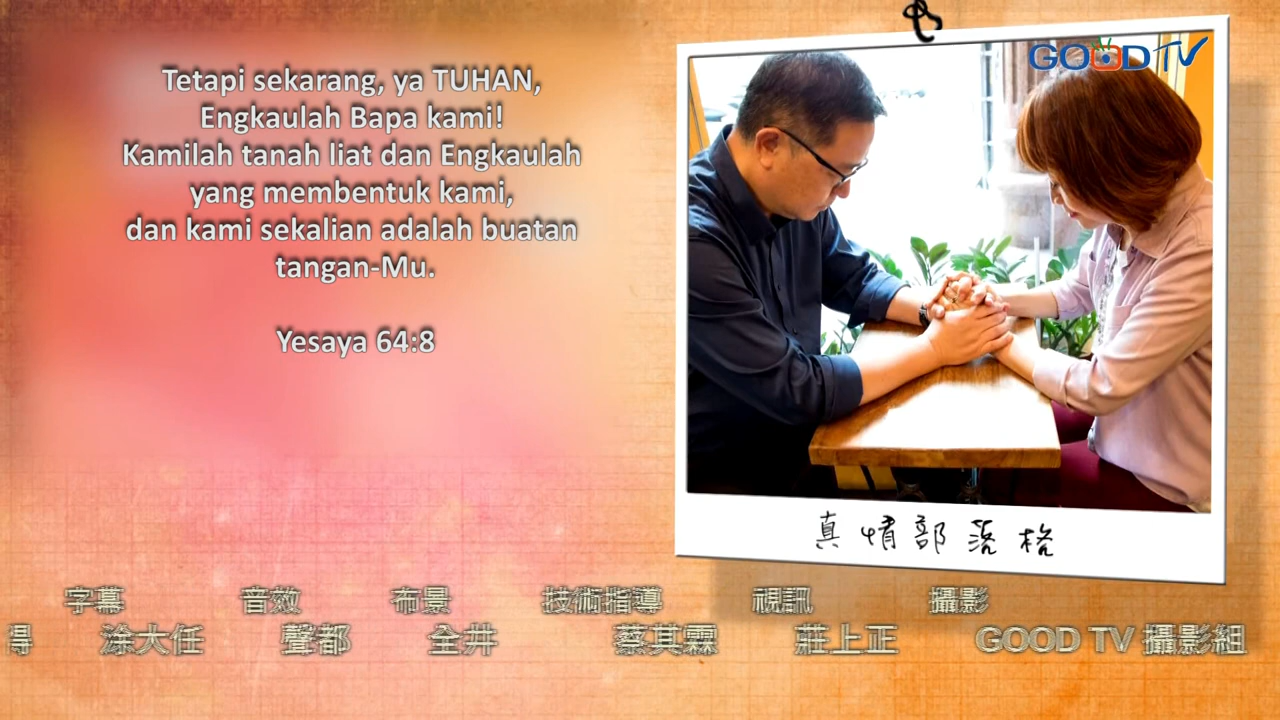 Tetapi sekarang, ya TUHAN,
Engkaulah Bapa kami!
Kamilah tanah liat dan Engkaulah
yang membentuk kami,
dan kami sekalian adalah buatan
tangan-Mu.
Yesaya 64:8
GOOD TV
真情部落格
字幕 音效 布景 技術指導 視訊 攝影
涂大任 聲都 全井 蔡其霖 莊上正 GOOD TV 攝影組